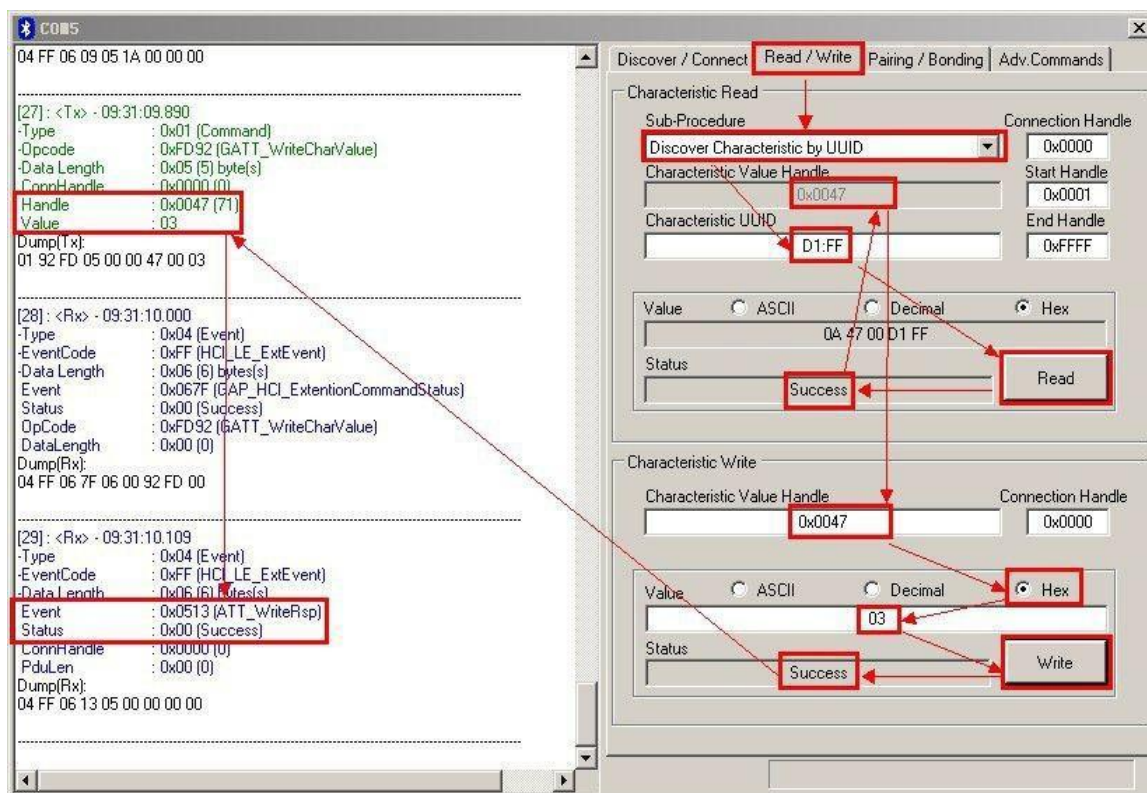 COM5
04 FF 06 09 05 1A 00 00 00
[27] : <Tx> - 09:31:09.890
-Type : 0x01 (Command)
-Opcode : 0xFD92 (GATT_WriteCharValue)
-Data Length : 0x05 (5) byte(s)
ConnHandle : 0x0000 (0)
Handle : 0x0047 (71)
Value : 03
Dump(Tx):
01 92 FD 05 00 00 47 00 03
[28] : <Rx> - 09:31:10.000
-Type : 0x04 (Event)
-EventCode : 0xFF (HCI_LE_ExtEvent)
-Data Length : 0x06 (6) bytes(s)
Event : 0x067F (GAP_HCI_ExtentionCommandStatus)
Status : 0x00 (Success)
OpCode : 0xFD92 (GATT_WriteCharValue)
DataLength : 0x00 (0)
Dump(Rx):
04 FF 06 7F 06 00 92 FD 00
[29] : <Rx> - 09:31:10.109
-Type : 0x04 (Event)
-EventCode : 0xFF (HCI_LE_ExtEvent)
-Data Length : 0x06 (6) bytes(s)
Event : 0x0513 (ATT_WriteRsp)
Status : 0x00 (Success)
ConnHandle : 0x0000 (0)
PduLen : 0x00 (0)
Dump(Rx):
04 FF 06 13 05 00 00 00 00
Discover / Connect Read / Write Pairing / Bonding Adv.Commands
Characteristic Read
Sub-Procedure Connection Handle
Discover Characteristic by UUID 0x0000
Characteristic Value Handle Start Handle
0x0047 0x0001
Characteristic UUID End Handle
D1:FF 0xFFFF
Value ASCII Decimal Hex
0A 47 00 D1 FF
Status
Success Read
Characteristic Write
Characteristic Value Handle Connection Handle
0x0047 0x0000
Value ASCII Decimal Hex
03
Status
Success Write